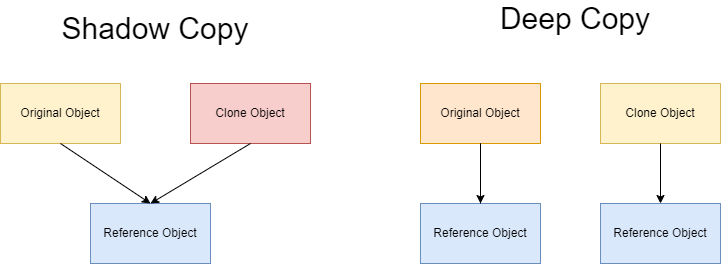 Shadow Copy
Deep Copy
Original Object
Clone Object
Original Object
Clone Object
Reference Object
Reference Object
Reference Object